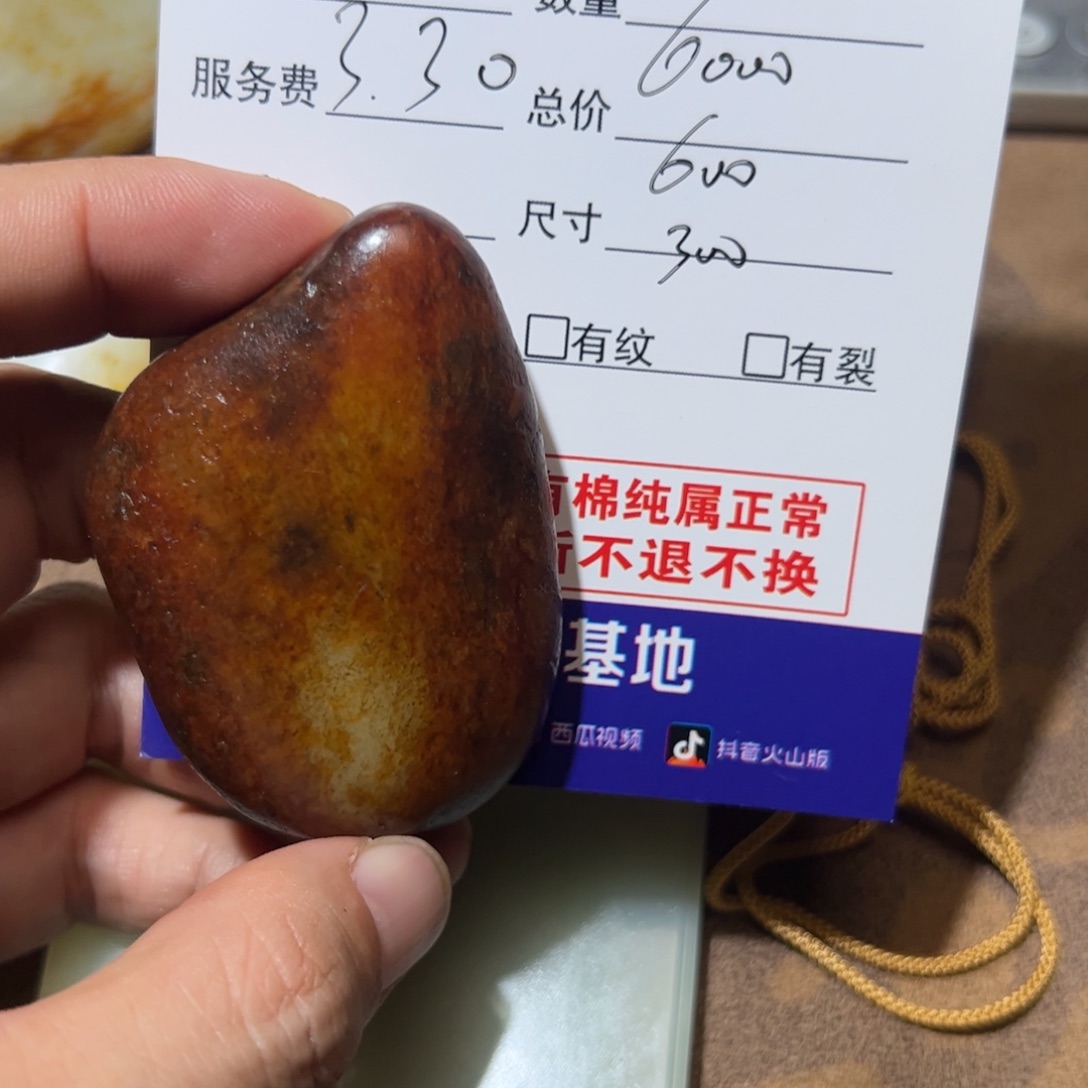 数量 6000
服务费 3.30 总价 600
尺寸 300
□有纹 □有裂
有棉纯属正常
不退不换
基地
西瓜视频 抖音火山版